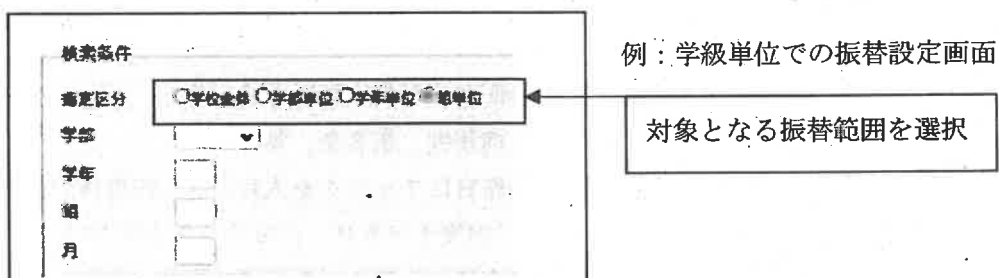 検索条件
例：学級単位での振替設定画面
指定区分 ○学校全体 ○学部単位 ○学年単位 ●組単位
対象となる振替範囲を選択
学部
学年
組
月